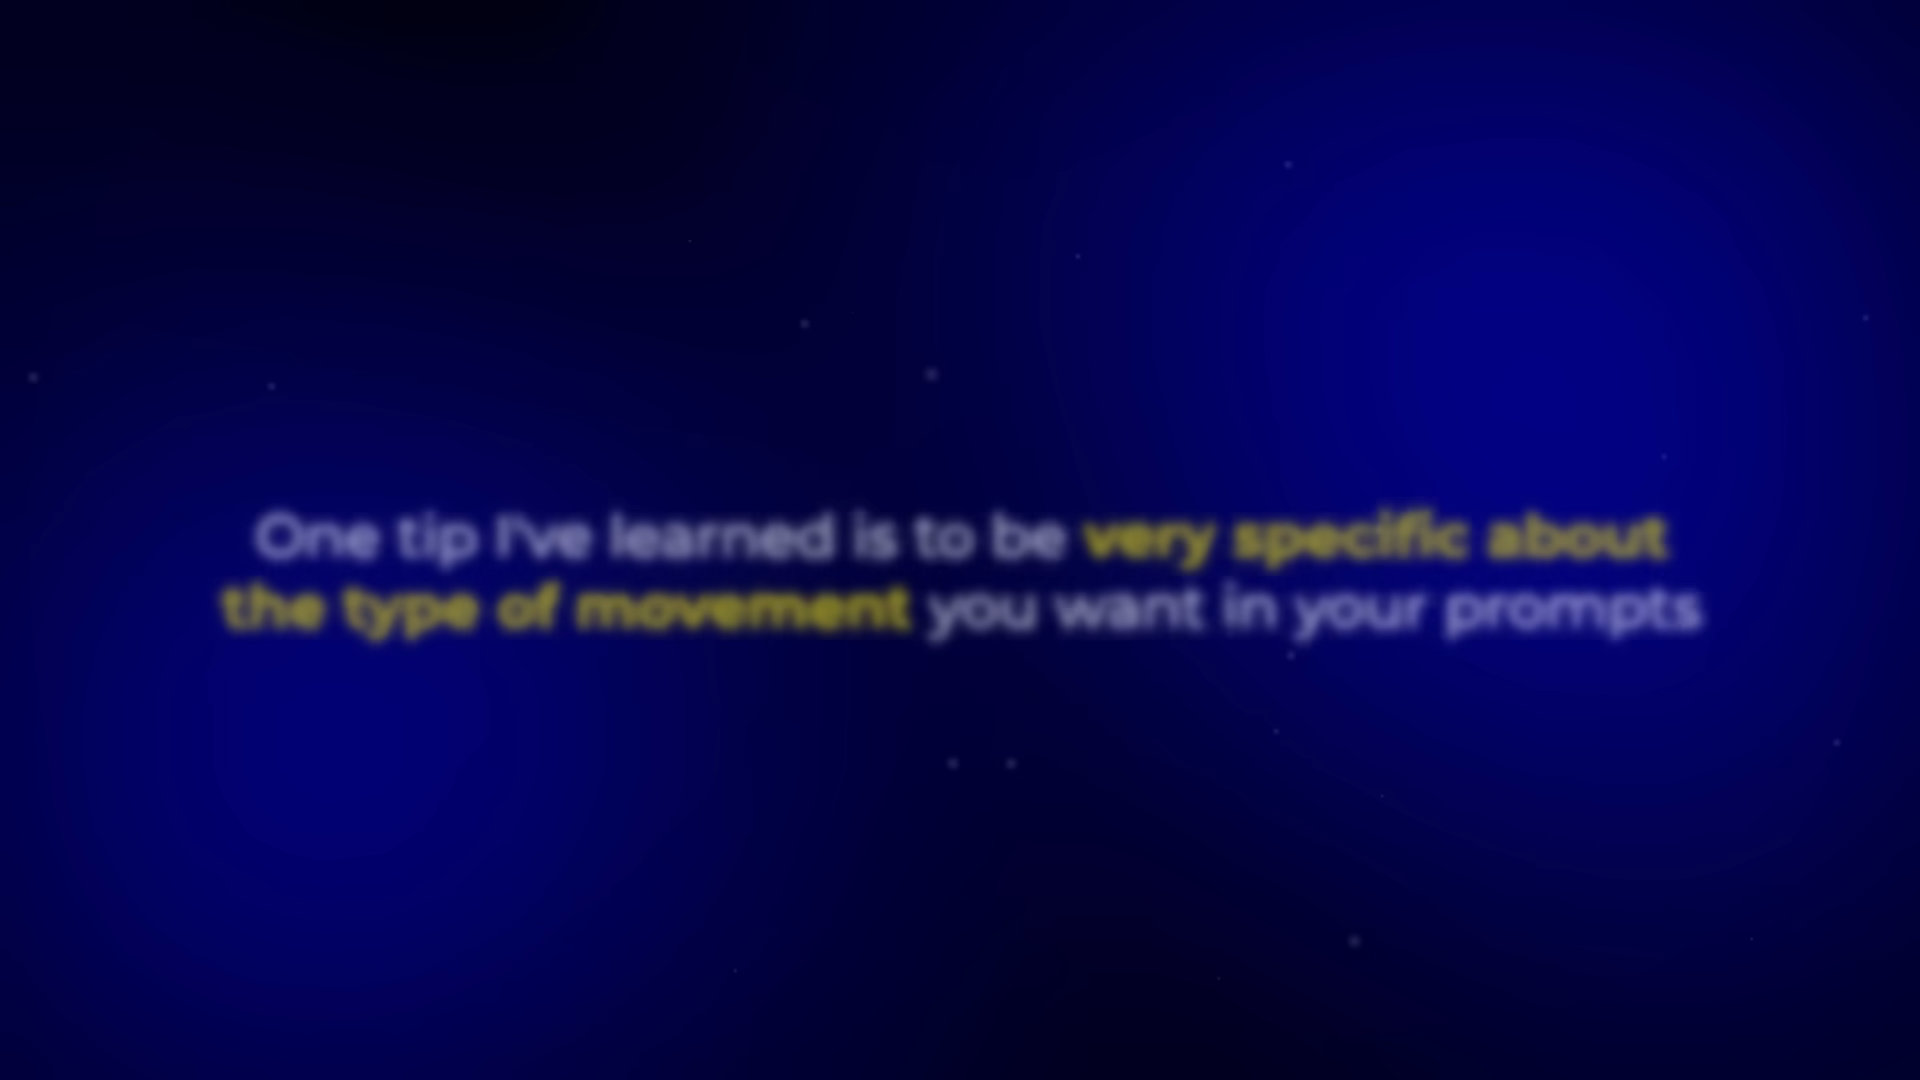 One tip I've learned is to be very specific about
the type of movement you want in your prompts